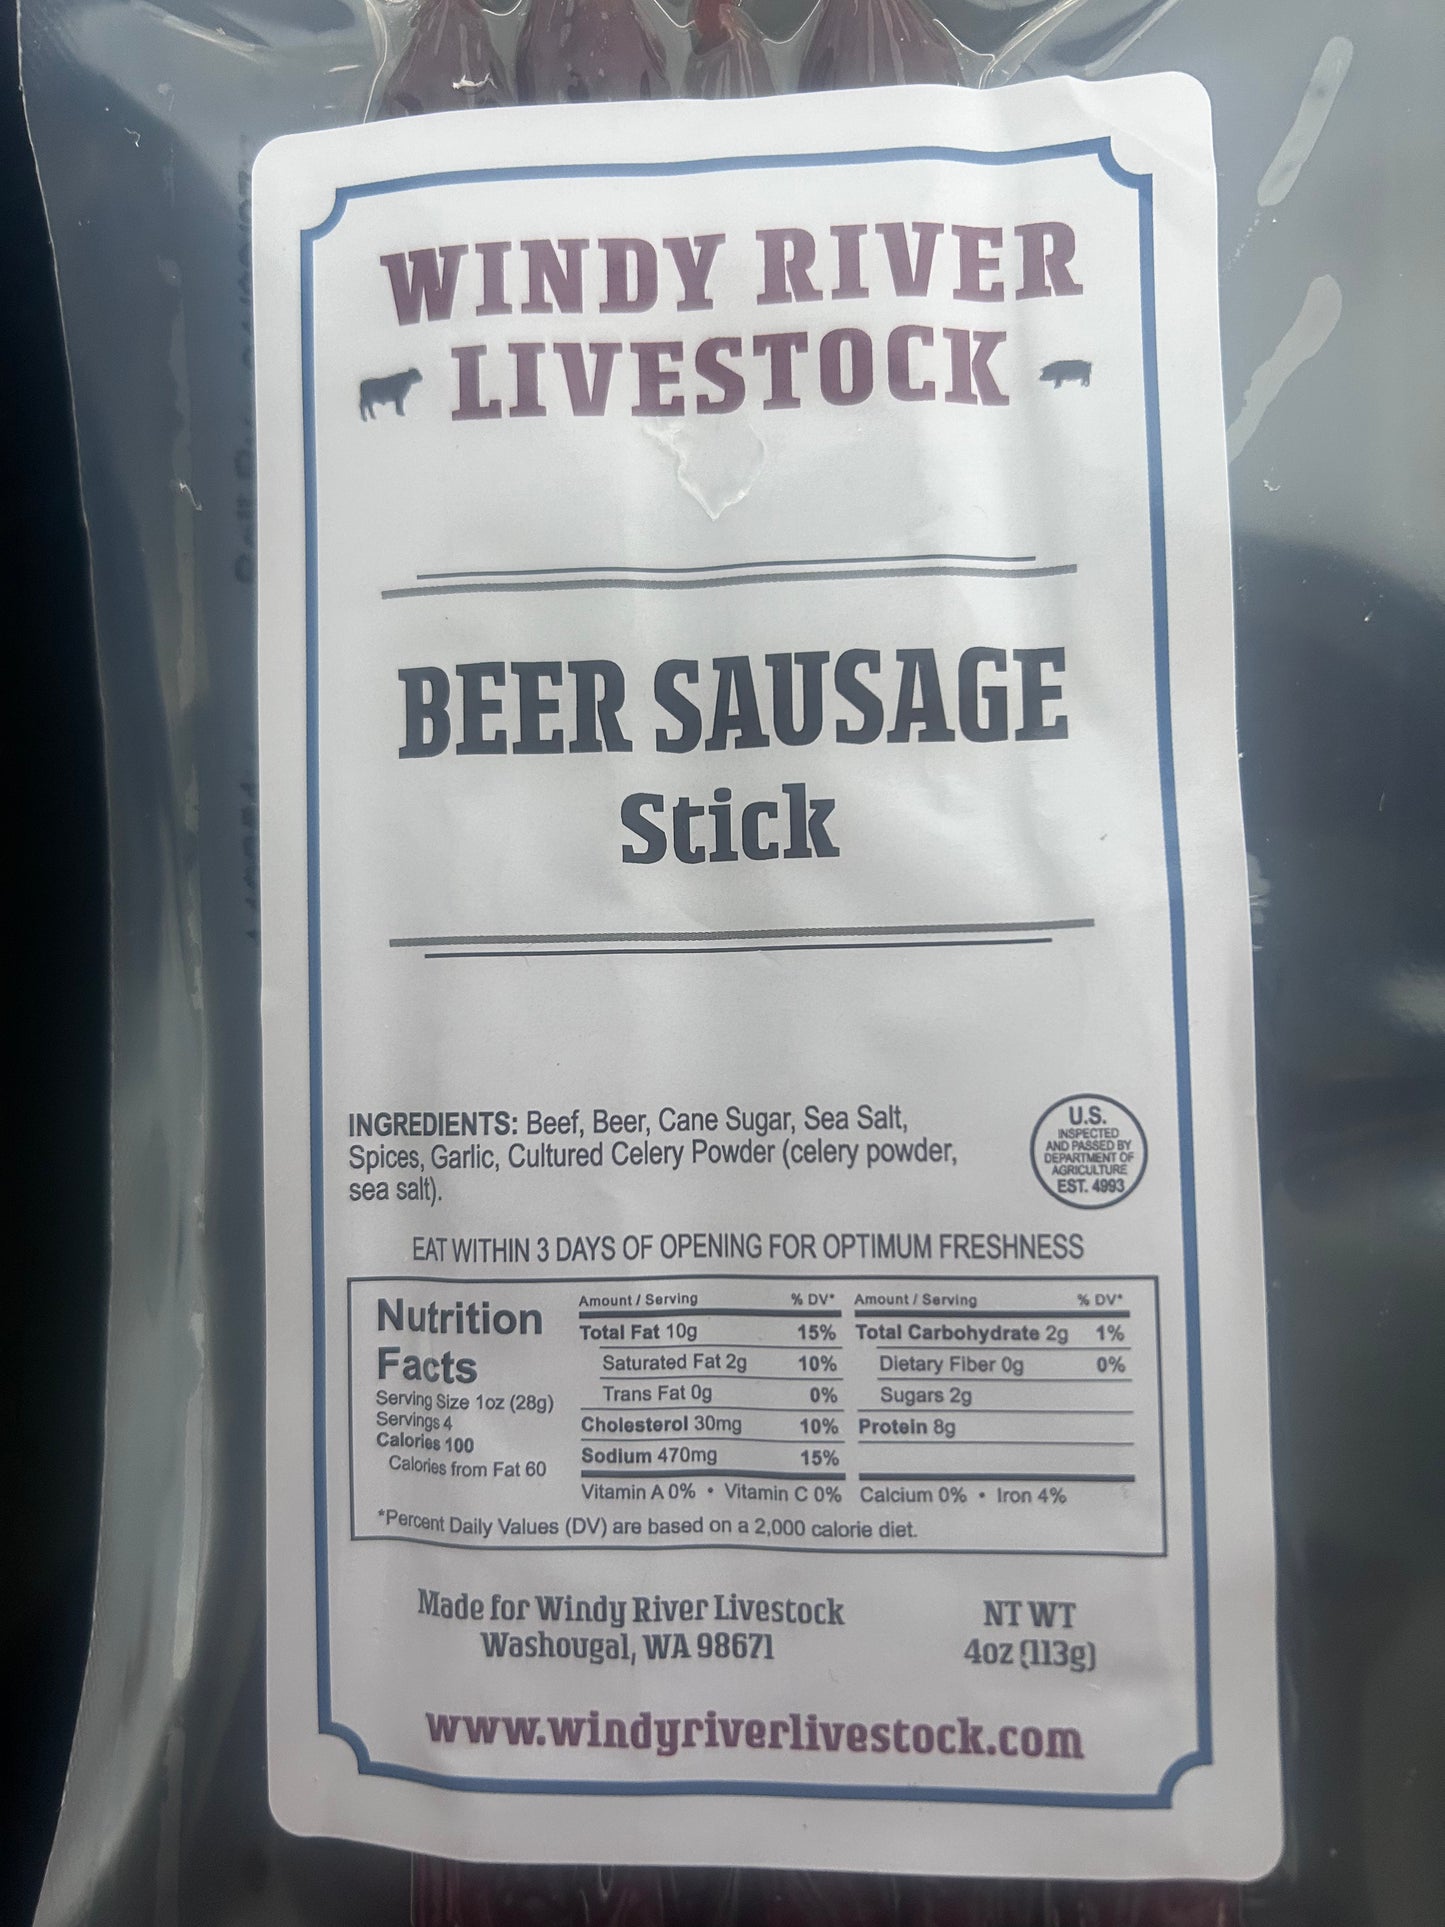 WINDY RIVER
LIVESTOCK
BEER SAUSAGE
Stick
INGREDIENTS: Beef, Beer, Cane Sugar, Sea Salt,
Spices, Garlic, Cultured Celery Powder (celery powder,
sea salt).
U.S.
INSPECTED
AND PASSED BY
DEPARTMENT OF
AGRICULTURE
EST. 4993
EAT WITHIN 3 DAYS OF OPENING FOR OPTIMUM FRESHNESS
Nutrition
Facts
Serving Size 1oz (28g)
Servings 4
Calories 100
Calories from Fat 60
Amount / Serving % DV*
Total Fat 10g 15%
Saturated Fat 2g 10%
Trans Fat 0g 0%
Cholesterol 30mg 10%
Sodium 470mg 15%
Amount / Serving % DV*
Total Carbohydrate 2g 1%
Dietary Fiber 0g 0%
Sugars 2g
Protein 8g
Vitamin A 0% • Vitamin C 0% Calcium 0% • Iron 4%
*Percent Daily Values (DV) are based on a 2,000 calorie diet.
Made for Windy River Livestock
Washougal, WA 98671
NT WT
4oz (113g)
www.windyriverlivestock.com